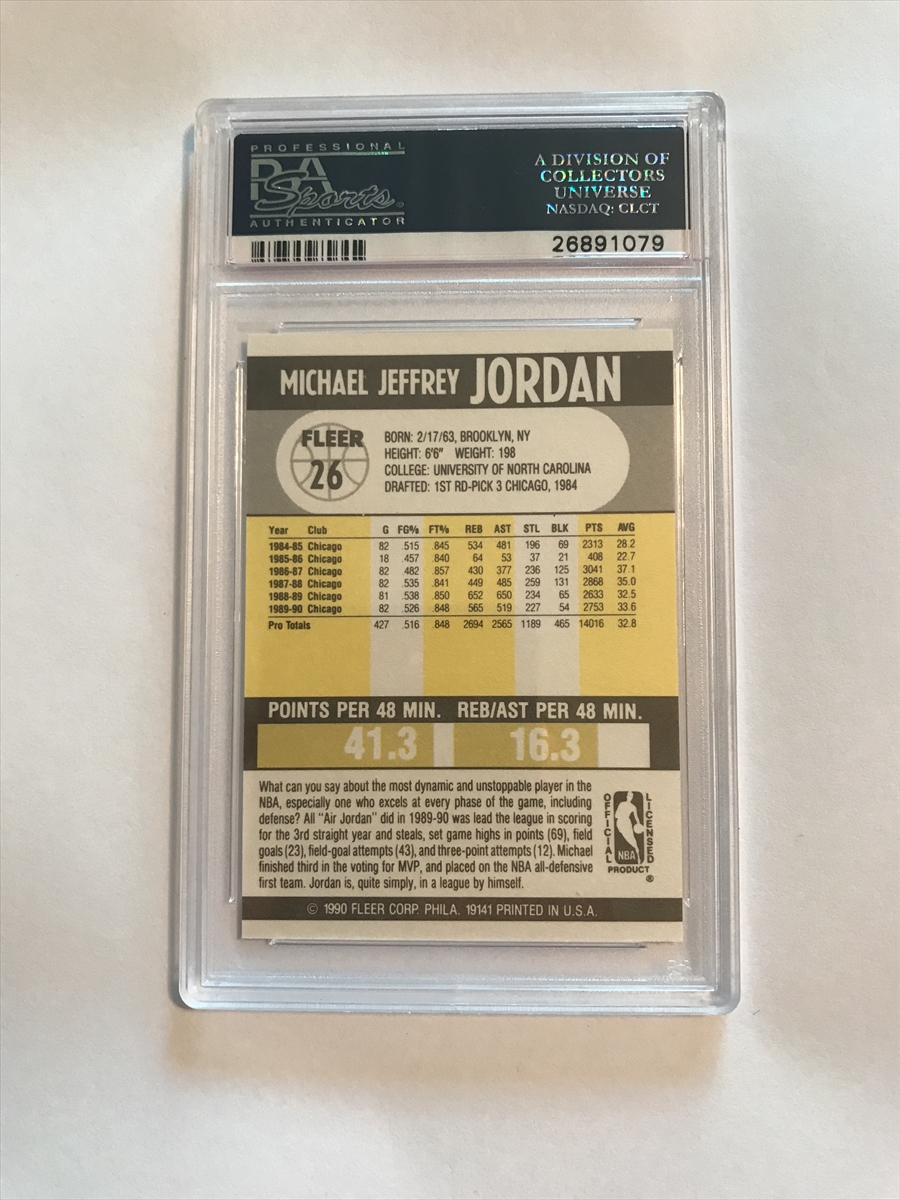 PROFESSIONAL
PSA
Sports
AUTHENTICATOR
A DIVISION OF
COLLECTORS
UNIVERSE
NASDAQ: CLCT
26891079
MICHAEL JEFFREY JORDAN
FLEER
26
BORN: 2/17/63, BROOKLYN, NY
HEIGHT: 6'6" WEIGHT: 198
COLLEGE: UNIVERSITY OF NORTH CAROLINA
DRAFTED: 1ST RD-PICK 3 CHICAGO, 1984
Year Club G FG% FT% REB AST STL BLK PTS AVG
1984-85 Chicago 82 .515 .845 534 481 196 69 2313 28.2
1985-86 Chicago 18 .457 .840 64 53 37 21 408 22.7
1986-87 Chicago 82 .482 .857 430 377 236 125 3041 37.1
1987-88 Chicago 82 .535 .841 449 485 259 131 2868 35.0
1988-89 Chicago 81 .538 .850 652 650 234 65 2633 32.5
1989-90 Chicago 82 .526 .848 565 519 227 54 2753 33.6
Pro Totals 427 .516 .848 2694 2565 1189 465 14016 32.8
POINTS PER 48 MIN. REB/AST PER 48 MIN.
41.3 16.3
What can you say about the most dynamic and unstoppable player in the
NBA, especially one who excels at every phase of the game, including
defense? All "Air Jordan" did in 1989-90 was lead the league in scoring
for the 3rd straight year and steals, set game highs in points (69), field
goals (23), field-goal attempts (43), and three-point attempts (12). Michael
finished third in the voting for MVP, and placed on the NBA all-defensive
first team. Jordan is, quite simply, in a league by himself.
OFFICIAL
LICENSED
NBA
PRODUCT
®
© 1990 FLEER CORP. PHILA. 19141 PRINTED IN U.S.A.